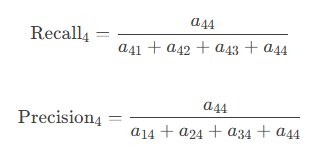 Recall₄ = a₄₄ / (a₄₁ + a₄₂ + a₄₃ + a₄₄)
Precision₄ = a₄₄ / (a₁₄ + a₂₄ + a₃₄ + a₄₄)